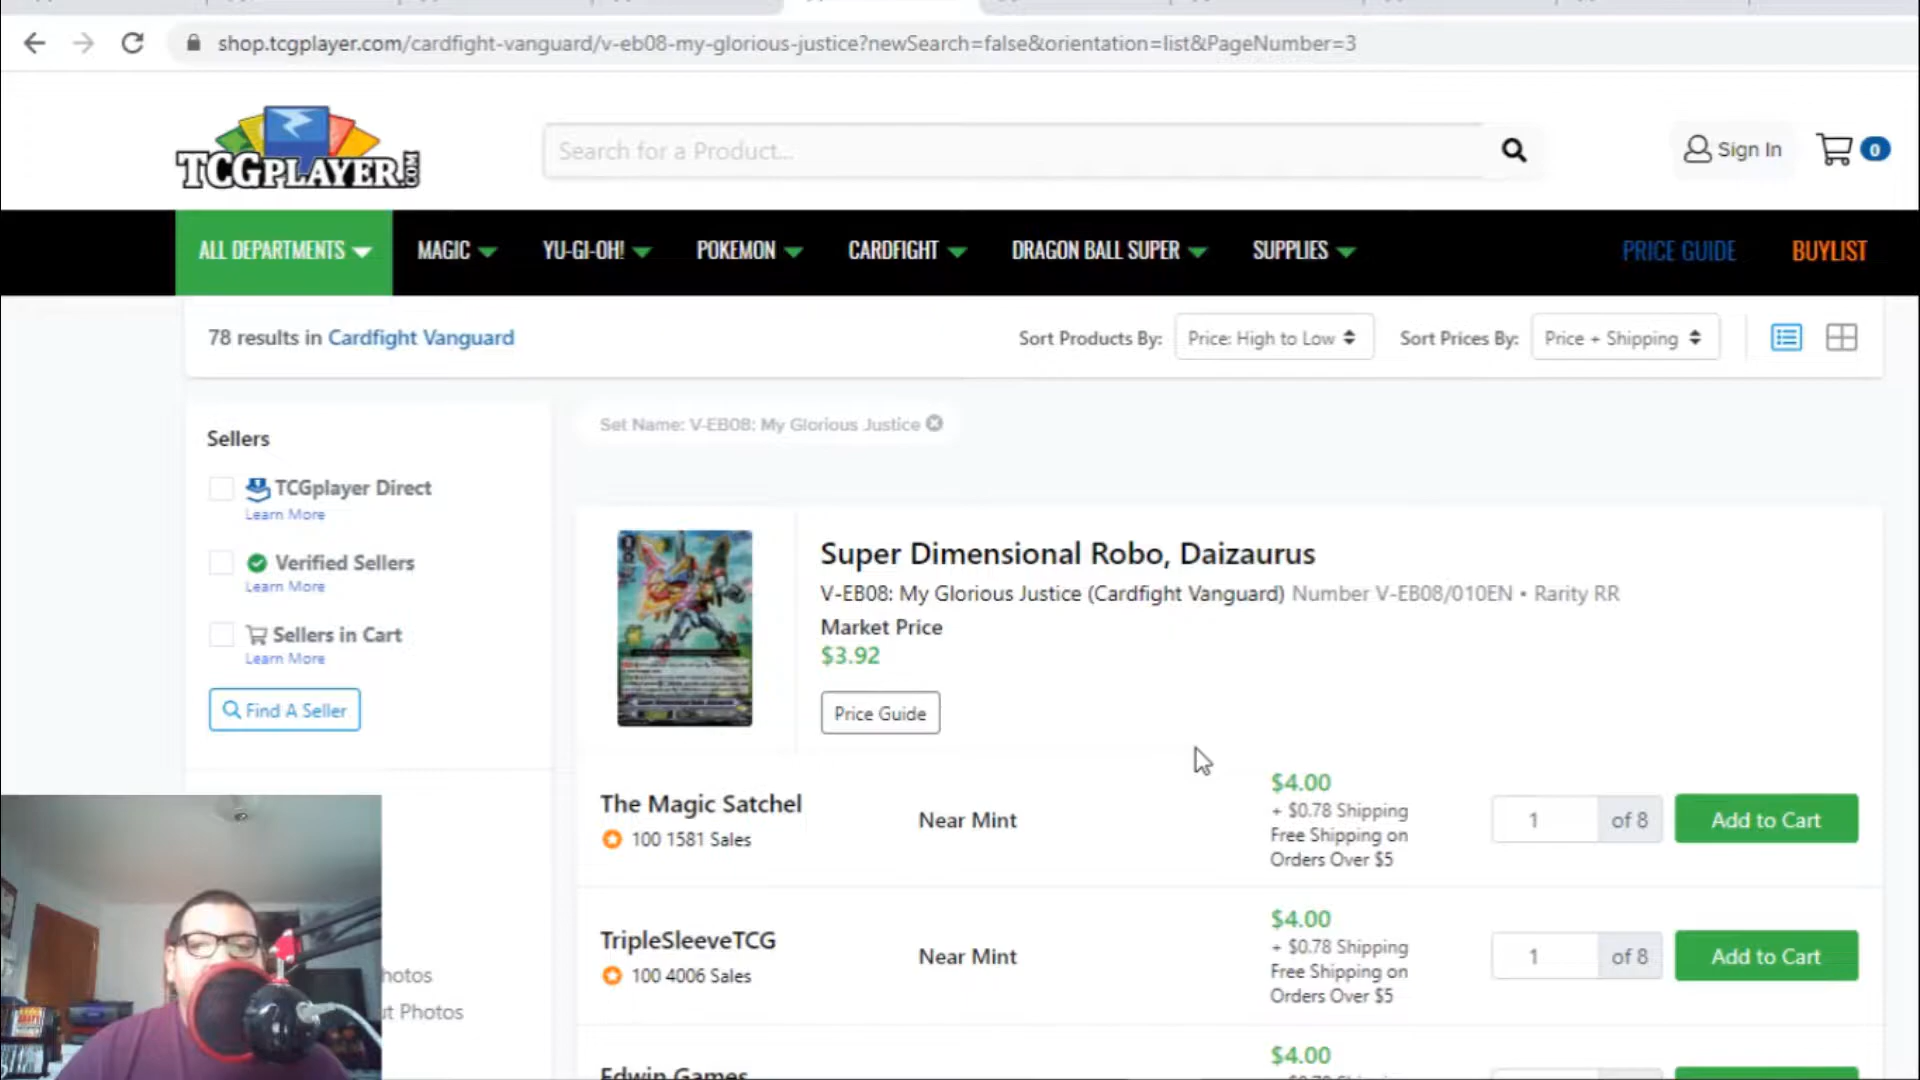 shop.tcgplayer.com/cardfight-vanguard/v-eb08-my-glorious-justice?newSearch=false&orientation=list&PageNumber=3
TCGPLAYER.COM
Search for a Product...
Sign In
0
ALL DEPARTMENTS
MAGIC
YU-GI-OH!
POKEMON
CARDFIGHT
DRAGON BALL SUPER
SUPPLIES
PRICE GUIDE
BUYLIST
78 results in Cardfight Vanguard
Sort Products By:
Price: High to Low
Sort Prices By:
Price + Shipping
Sellers
TCGplayer Direct
Learn More
Verified Sellers
Learn More
Sellers in Cart
Learn More
Find A Seller
hotos
ut Photos
Set Name: V-EB08: My Glorious Justice
Super Dimensional Robo, Daizaurus
V-EB08: My Glorious Justice (Cardfight Vanguard) Number V-EB08/010EN • Rarity RR
Market Price
$3.92
Price Guide
The Magic Satchel
100 1581 Sales
Near Mint
$4.00
+ $0.78 Shipping
Free Shipping on
Orders Over $5
1
of 8
Add to Cart
TripleSleeveTCG
100 4006 Sales
Near Mint
$4.00
+ $0.78 Shipping
Free Shipping on
Orders Over $5
1
of 8
Add to Cart
Edwin Games
$4.00